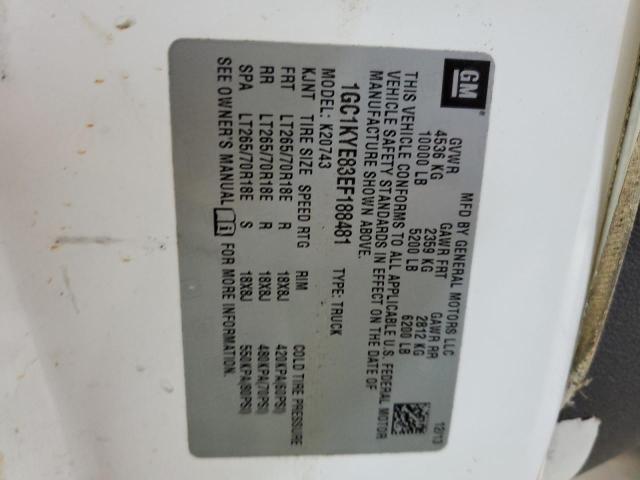 GM
MFD BY GENERAL MOTORS LLC 12/13
GVWR GAWR FRT GAWR RR
4536 KG 2359 KG 2812 KG
10000 LB 5200 LB 6200 LB
THIS VEHICLE CONFORMS TO ALL APPLICABLE U.S. FEDERAL MOTOR
VEHICLE SAFETY STANDARDS IN EFFECT ON THE DATE OF
MANUFACTURE SHOWN ABOVE.
1GC1KYE83EF188481 TYPE: TRUCK
MODEL: K20743
KJNT TIRE SIZE SPEED RTG RIM COLD TIRE PRESSURE
FRT LT265/70R18E R 18X8J 420KPA(60PSI)
RR LT265/70R18E R 18X8J 480KPA(70PSI)
SPA LT265/70R18E S 18X8J 550KPA(80PSI)
SEE OWNER'S MANUAL FOR MORE INFORMATION.